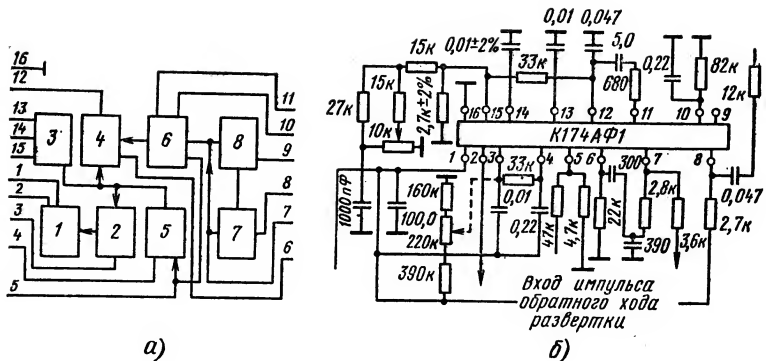 16
12
13
14
15
1
2
3
4
5
3
4
6
8
1
2
5
7
11
10
9
8
7
6
а)
0,01 0,047
15к 0,01±2% 5,0
15к 33к 0,22 82к
27к 2,7к±2% 680 12к
10к
16 15 14 13 12 11 10 9
К174АФ1
1 2 3 4 5 6 7 8
1000пФ
33к 300
160к 0,01 2,8к 0,047
100,0 0,22 47к 4,7к 22к 390 3,6к 2,7к
220к
390к
Вход импульса
обратного хода
развертки
б)